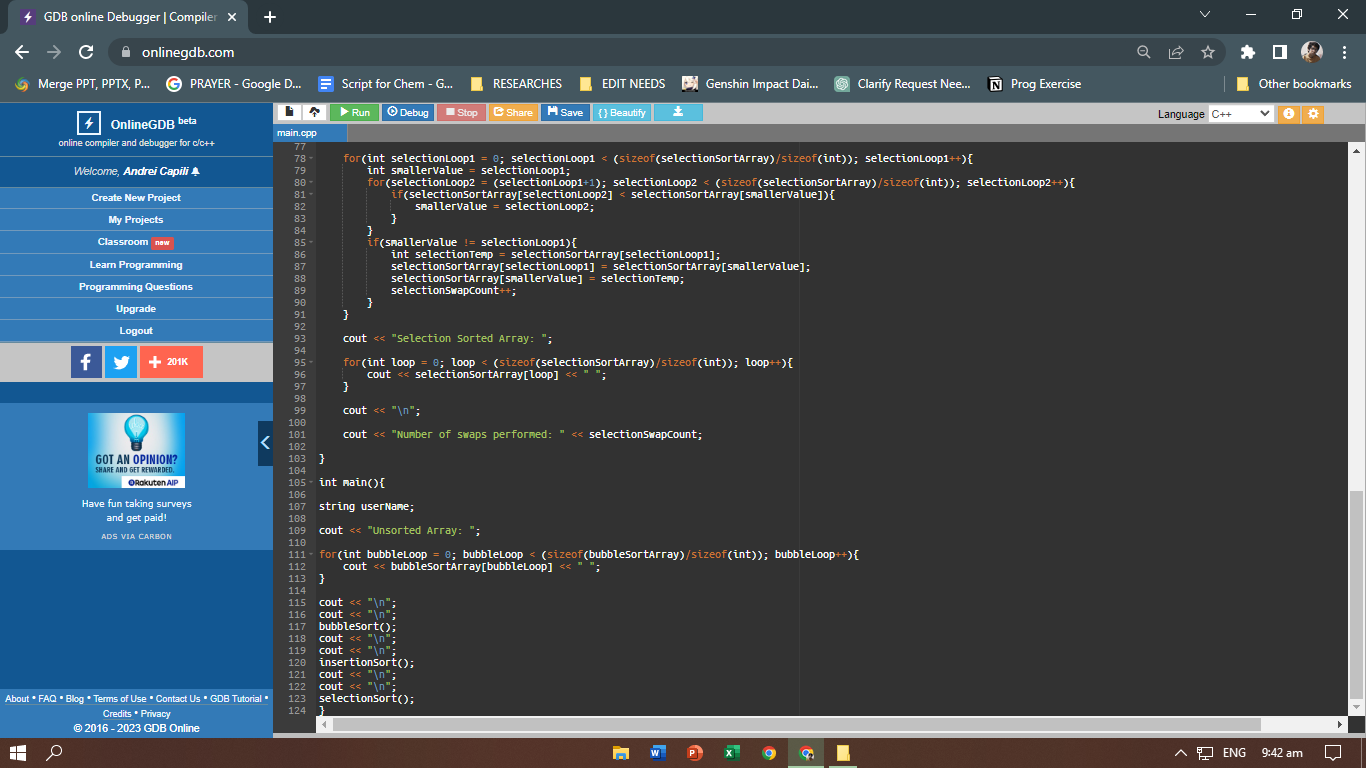 GDB online Debugger | Compiler
onlinegdb.com
Merge PPT, PPTX, P... PRAYER - Google D... Script for Chem - G... RESEARCHES EDIT NEEDS Genshin Impact Dai... Clarify Request Nee... Prog Exercise Other bookmarks
OnlineGDB beta
online compiler and debugger for c/c++
Welcome, Andrei Capili
Create New Project
My Projects
Classroom new
Learn Programming
Programming Questions
Upgrade
Logout
201K
GOT AN OPINION?
SHARE AND GET REWARDED.
Rakuten AIP
Have fun taking surveys
and get paid!
ADS VIA CARBON
About • FAQ • Blog • Terms of Use • Contact Us • GDB Tutorial •
Credits • Privacy
© 2016 - 2023 GDB Online
Run Debug Stop Share Save { } Beautify Language C++
main.cpp
77
78 for(int selectionLoop1 = 0; selectionLoop1 < (sizeof(selectionSortArray)/sizeof(int)); selectionLoop1++){
79 int smallerValue = selectionLoop1;
80 for(selectionLoop2 = (selectionLoop1+1); selectionLoop2 < (sizeof(selectionSortArray)/sizeof(int)); selectionLoop2++){
81 if(selectionSortArray[selectionLoop2] < selectionSortArray[smallerValue]){
82 smallerValue = selectionLoop2;
83 }
84 }
85 if(smallerValue != selectionLoop1){
86 int selectionTemp = selectionSortArray[selectionLoop1];
87 selectionSortArray[selectionLoop1] = selectionSortArray[smallerValue];
88 selectionSortArray[smallerValue] = selectionTemp;
89 selectionSwapCount++;
90 }
91 }
92
93 cout << "Selection Sorted Array: ";
94
95 for(int loop = 0; loop < (sizeof(selectionSortArray)/sizeof(int)); loop++){
96 cout << selectionSortArray[loop] << " ";
97 }
98
99 cout << "\n";
100
101 cout << "Number of swaps performed: " << selectionSwapCount;
102
103 }
104
105 int main(){
106
107 string userName;
108
109 cout << "Unsorted Array: ";
110
111 for(int bubbleLoop = 0; bubbleLoop < (sizeof(bubbleSortArray)/sizeof(int)); bubbleLoop++){
112 cout << bubbleSortArray[bubbleLoop] << " ";
113 }
114
115 cout << "\n";
116 cout << "\n";
117 bubbleSort();
118 cout << "\n";
119 cout << "\n";
120 insertionSort();
121 cout << "\n";
122 cout << "\n";
123 selectionSort();
124 }
ENG 9:42 am